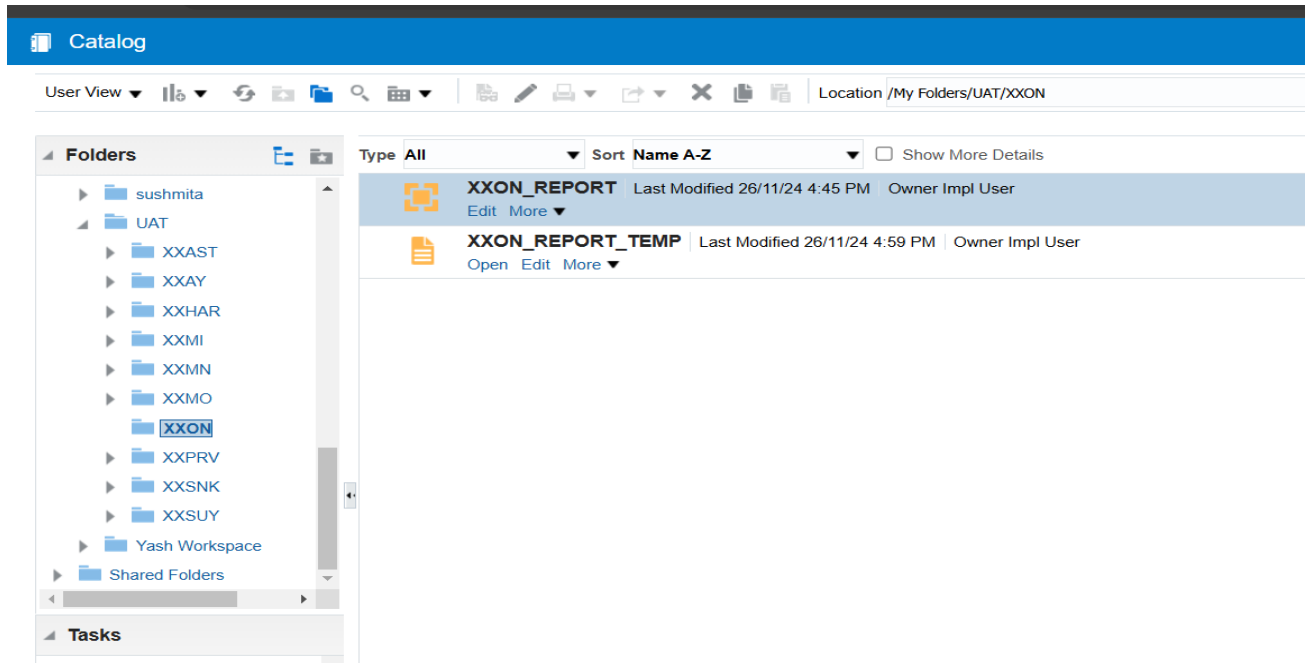 Catalog
User View Location /My Folders/UAT/XXON
Folders
sushmita
UAT
XXAST
XXAY
XXHAR
XXMI
XXMN
XXMO
XXON
XXPRV
XXSNK
XXSUY
Yash Workspace
Shared Folders
Tasks
Type All Sort Name A-Z Show More Details
XXON_REPORT Last Modified 26/11/24 4:45 PM Owner Impl User
Edit More
XXON_REPORT_TEMP Last Modified 26/11/24 4:59 PM Owner Impl User
Open Edit More